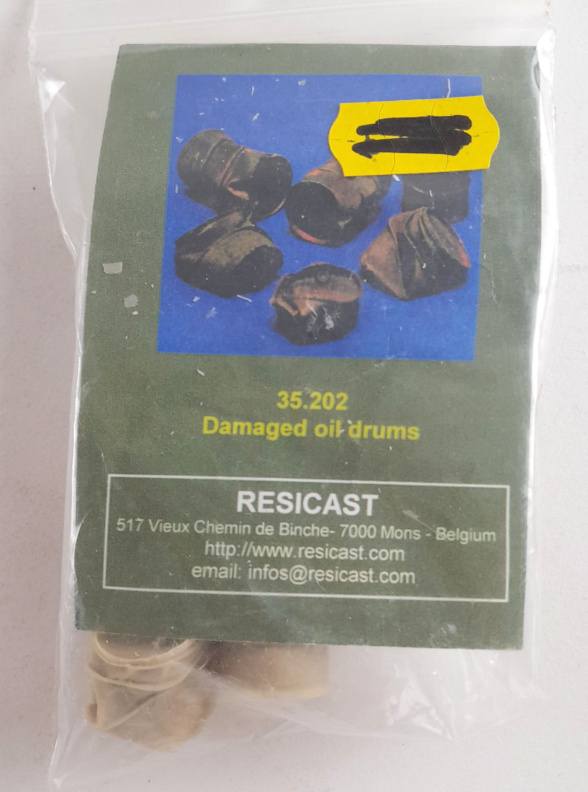 35.202
Damaged oil drums
RESICAST
517 Vieux Chemin de Binche- 7000 Mons - Belgium
http://www.resicast.com
email: infos@resicast.com